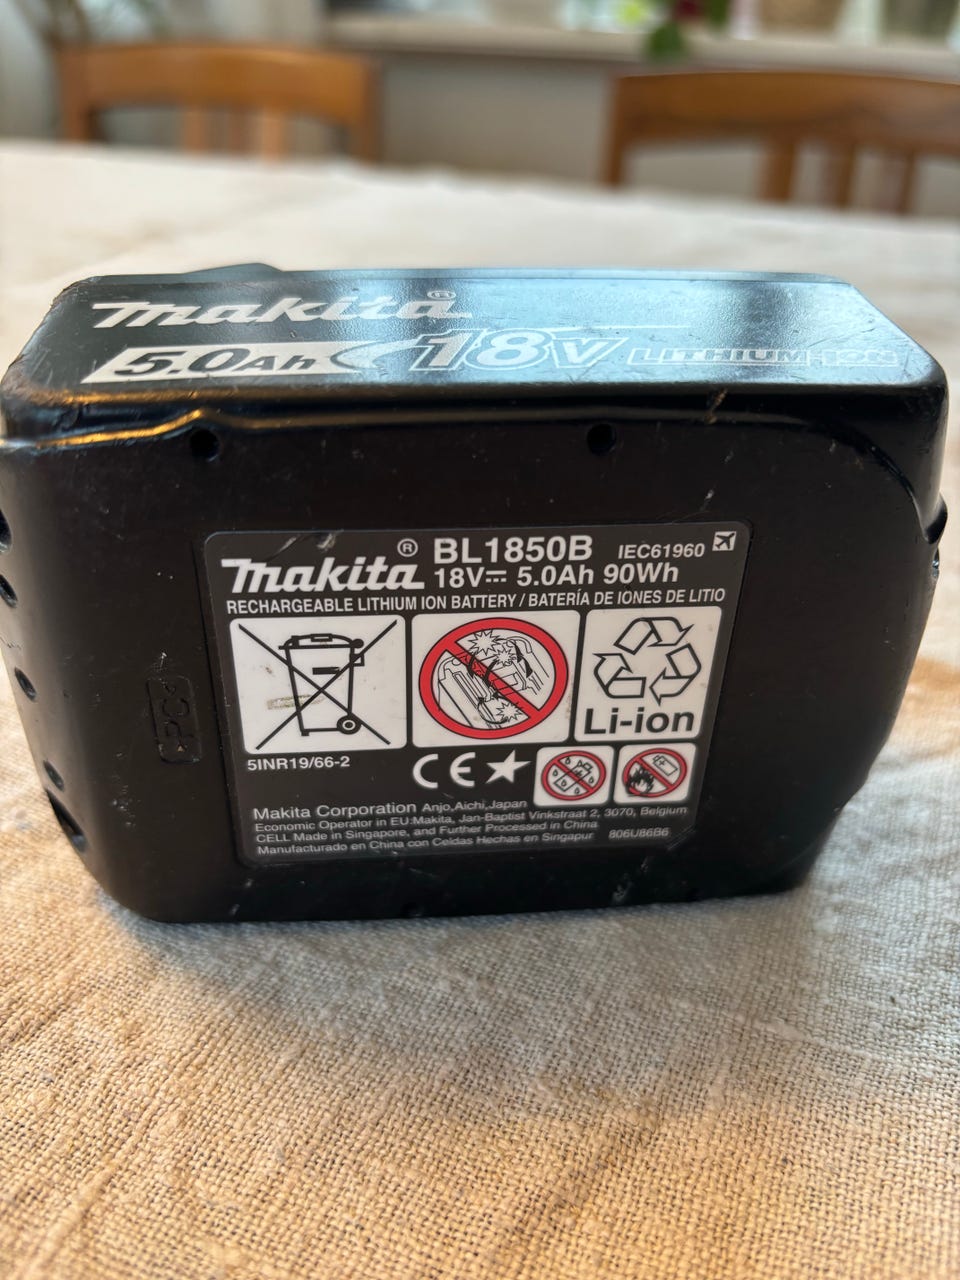 makita®
5.0Ah 18V LITHIUM-ION
makita® BL1850B IEC61960
18V⎓ 5.0Ah 90Wh
RECHARGEABLE LITHIUM ION BATTERY / BATERÍA DE IONES DE LITIO
Li-ion
5INR19/66-2
CE
Makita Corporation Anjo,Aichi,Japan
Economic Operator in EU:Makita, Jan-Baptist Vinkstraat 2, 3070, Belgium
CELL Made in Singapore, and Further Processed in China
806U86B6
Manufacturado en China con Celdas Hechas en Singapur
>PC<